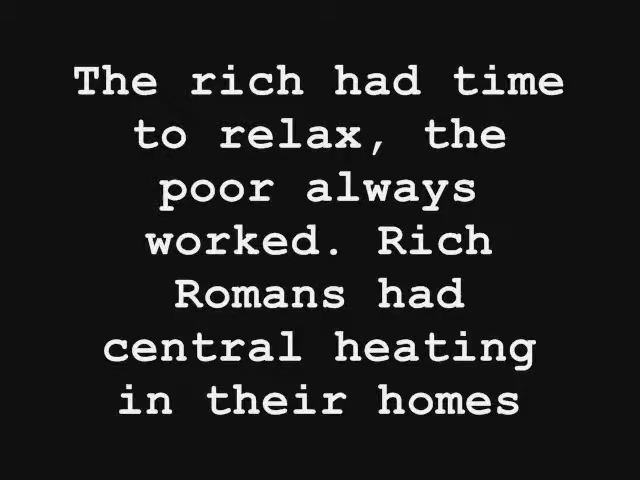 The rich had time
to relax, the
poor always
worked. Rich
Romans had
central heating
in their homes